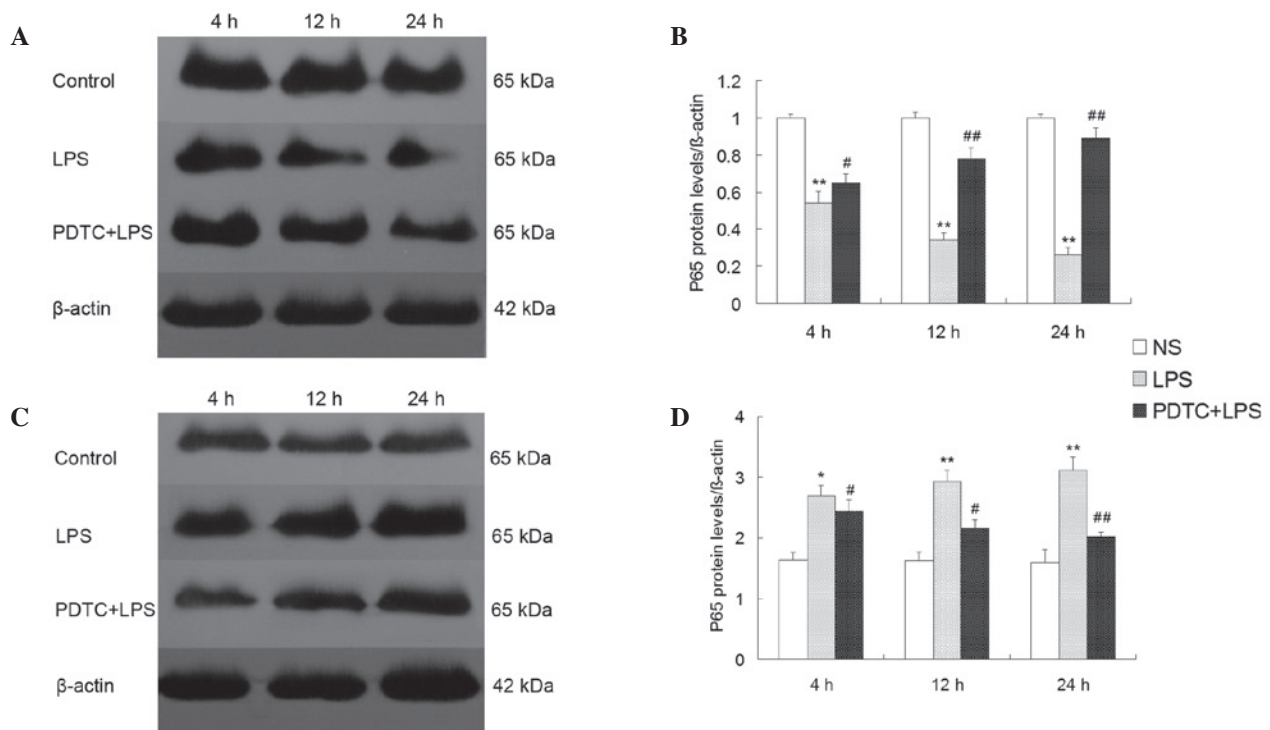 A
4 h 12 h 24 h
Control 65 kDa
LPS 65 kDa
PDTC+LPS 65 kDa
β-actin 42 kDa
B
P65 protein levels/ß-actin
1.2
1
0.8
0.6
0.4
0.2
0
** #
** ##
** ##
4 h 12 h 24 h
NS
LPS
PDTC+LPS
C
4 h 12 h 24 h
Control 65 kDa
LPS 65 kDa
PDTC+LPS 65 kDa
β-actin 42 kDa
D
P65 protein levels/ß-actin
4
3
2
1
0
* #
** #
** ##
4 h 12 h 24 h